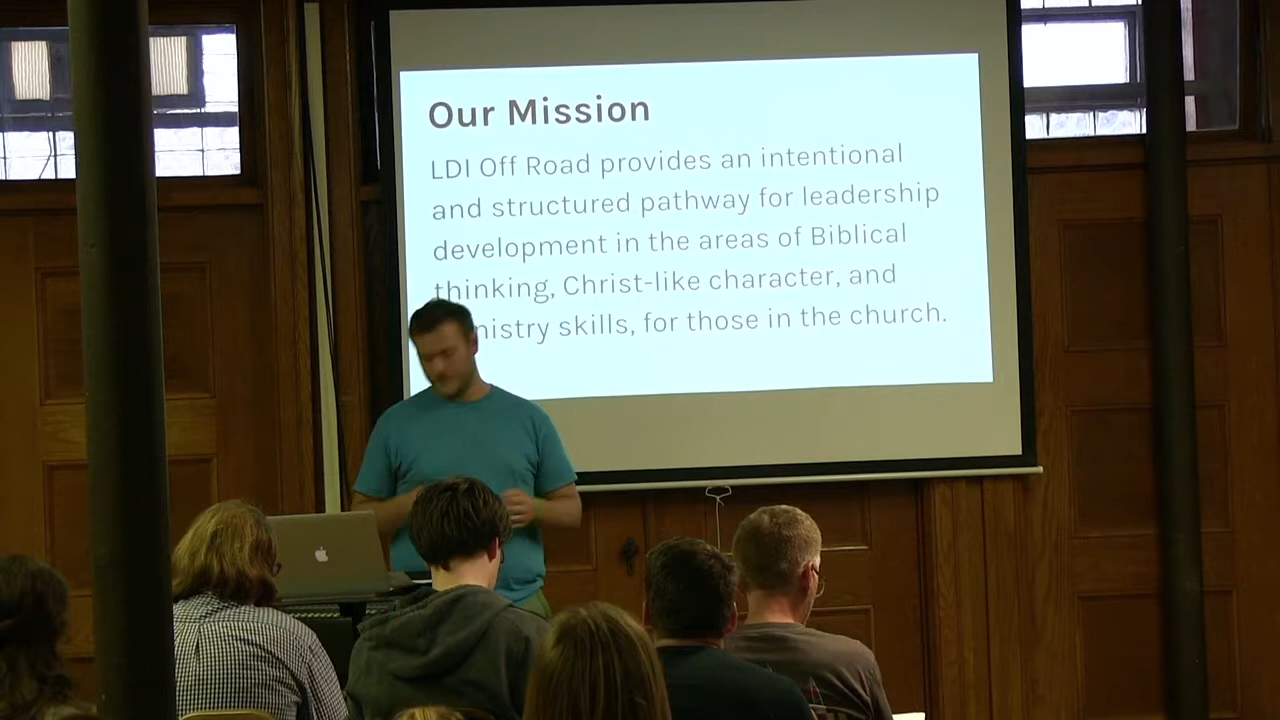 Our Mission
LDI Off Road provides an intentional
and structured pathway for leadership
development in the areas of Biblical
thinking, Christ-like character, and
nistry skills, for those in the church.